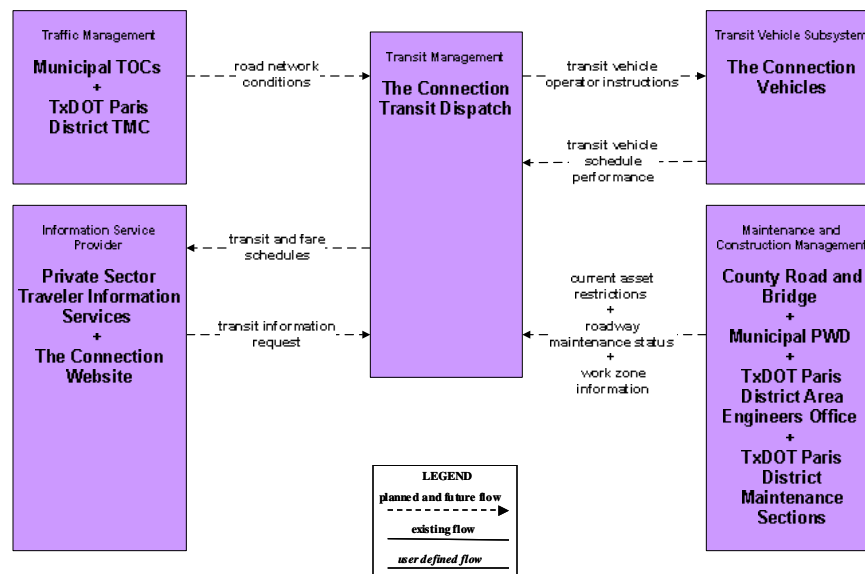 Traffic Management
Municipal TOCs
+
TxDOT Paris
District TMC
road network
conditions
Transit Management
The Connection
Transit Dispatch
transit vehicle
operator instructions
Transit Vehicle Subsystem
The Connection
Vehicles
transit vehicle
schedule
performance
Information Service
Provider
Private Sector
Traveler Information
Services
+
The Connection
Website
transit and fare
schedules
transit information
request
current asset
restrictions
+
roadway
maintenance status
+
work zone
information
Maintenance and
Construction Management
County Road and
Bridge
+
Municipal PWD
+
TxDOT Paris
District Area
Engineers Office
+
TxDOT Paris
District
Maintenance
Sections
LEGEND
planned and future flow
existing flow
user defined flow